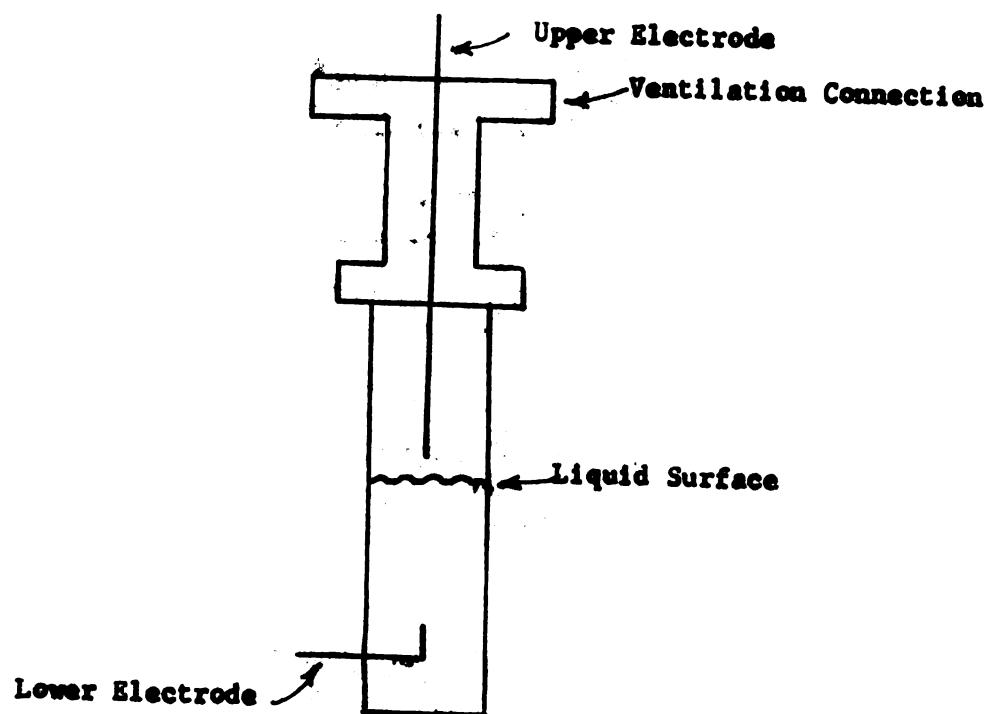 Upper Electrode
Ventilation Connection
Liquid Surface
Lower Electrode